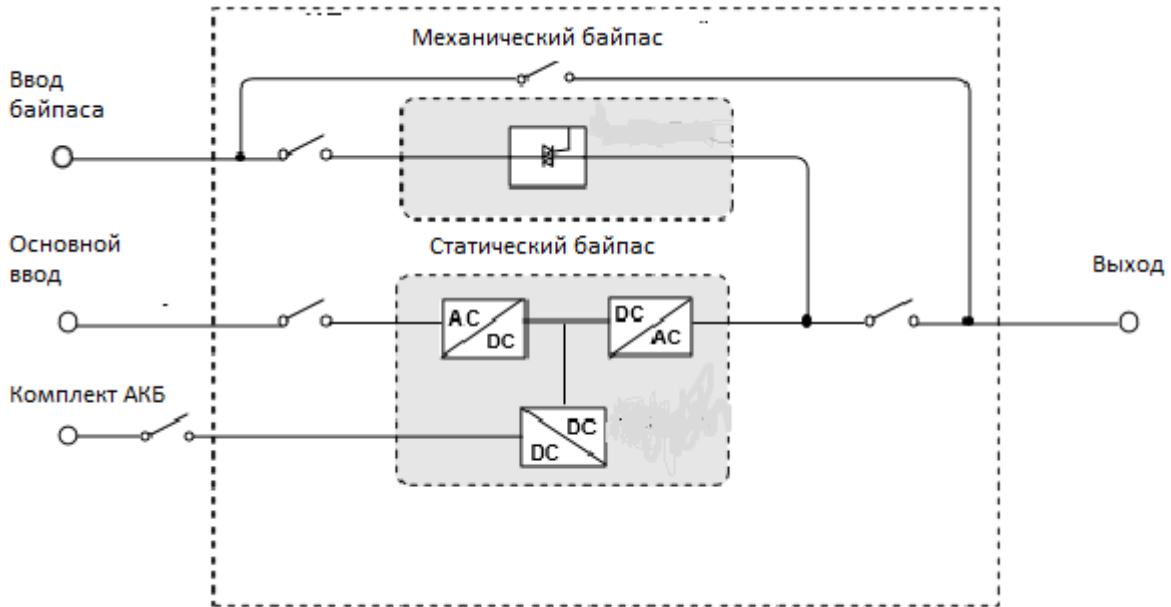 Механический байпас
Ввод
байпаса
Статический байпас
Основной
ввод
Выход
AC
DC
DC
AC
Комплект АКБ
DC
DC